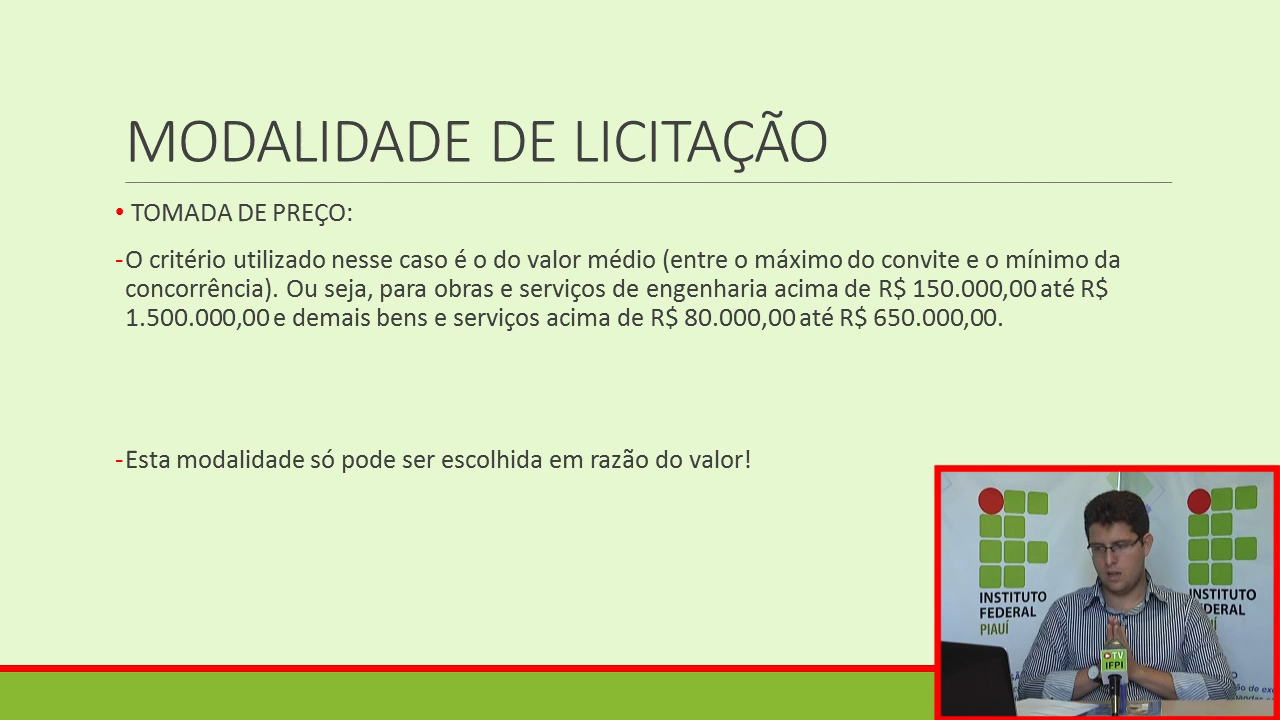 MODALIDADE DE LICITAÇÃO
• TOMADA DE PREÇO:
-O critério utilizado nesse caso é o do valor médio (entre o máximo do convite e o mínimo da
concorrência). Ou seja, para obras e serviços de engenharia acima de R$ 150.000,00 até R$
1.500.000,00 e demais bens e serviços acima de R$ 80.000,00 até R$ 650.000,00.
-Esta modalidade só pode ser escolhida em razão do valor!
INSTITUTO
FEDERAL
PIAUÍ
INSTITUTO
TV
IFPI